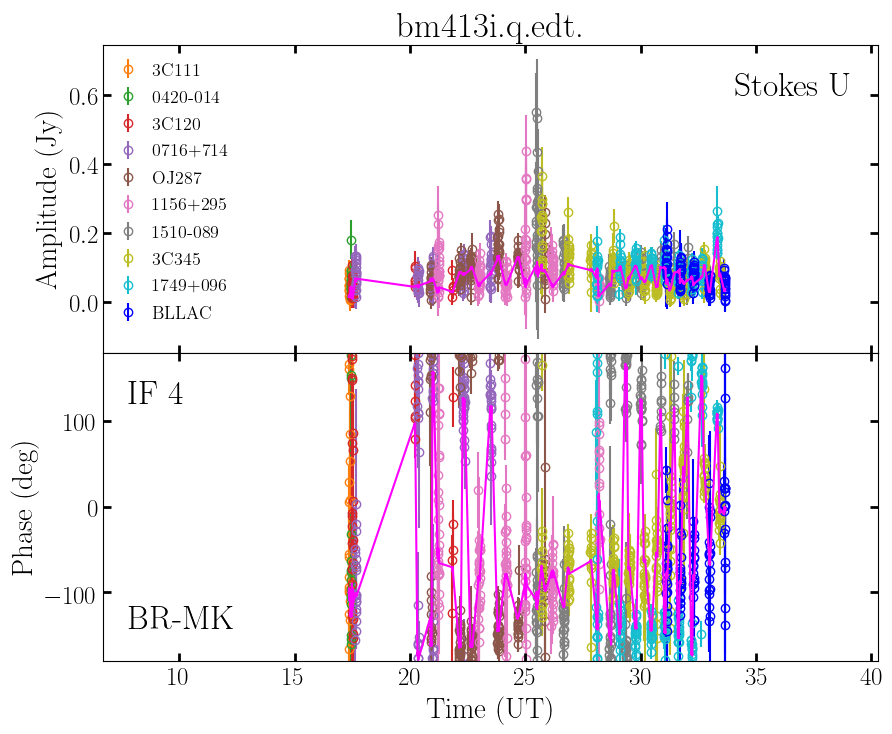 bm413i.q.edt.
Stokes U
3C111
0420-014
3C120
0716+714
OJ287
1156+295
1510-089
3C345
1749+096
BLLAC
0.6
0.4
0.2
0.0
Amplitude (Jy)
IF 4
BR-MK
100
0
−100
Phase (deg)
10 15 20 25 30 35 40
Time (UT)